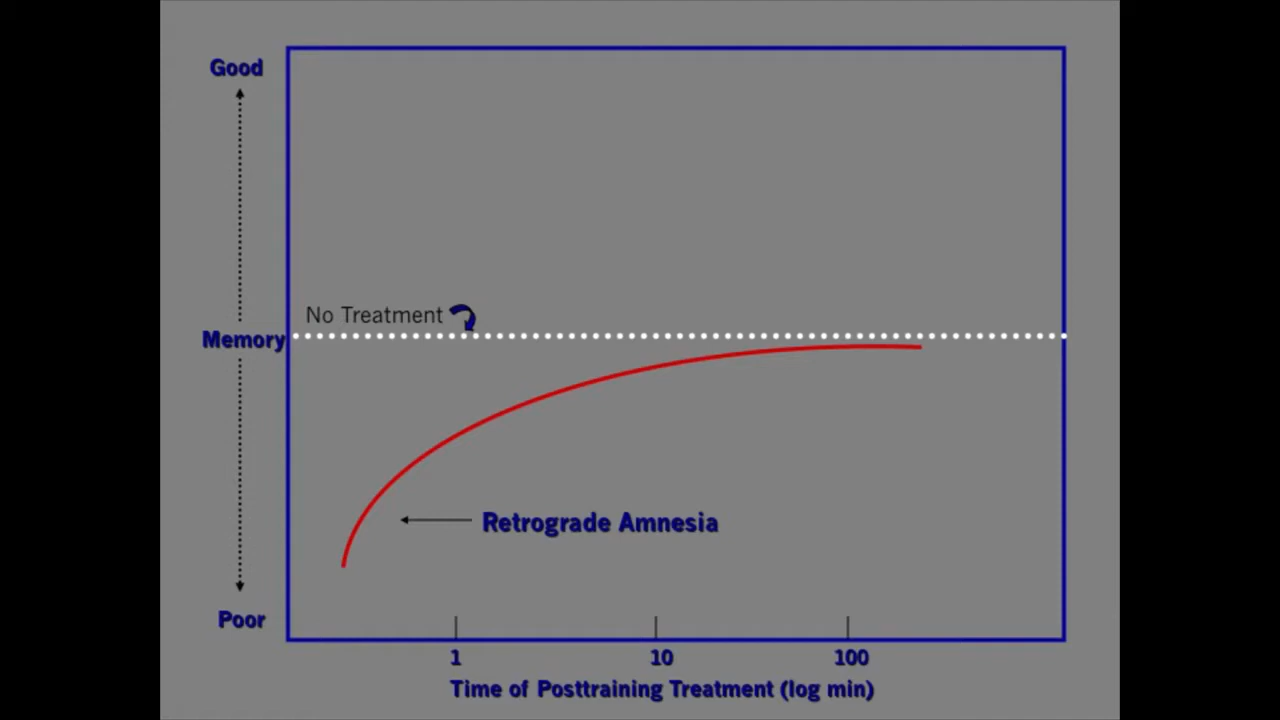 Good
No Treatment
Memory
Retrograde Amnesia
Poor
1 10 100
Time of Posttraining Treatment (log min)